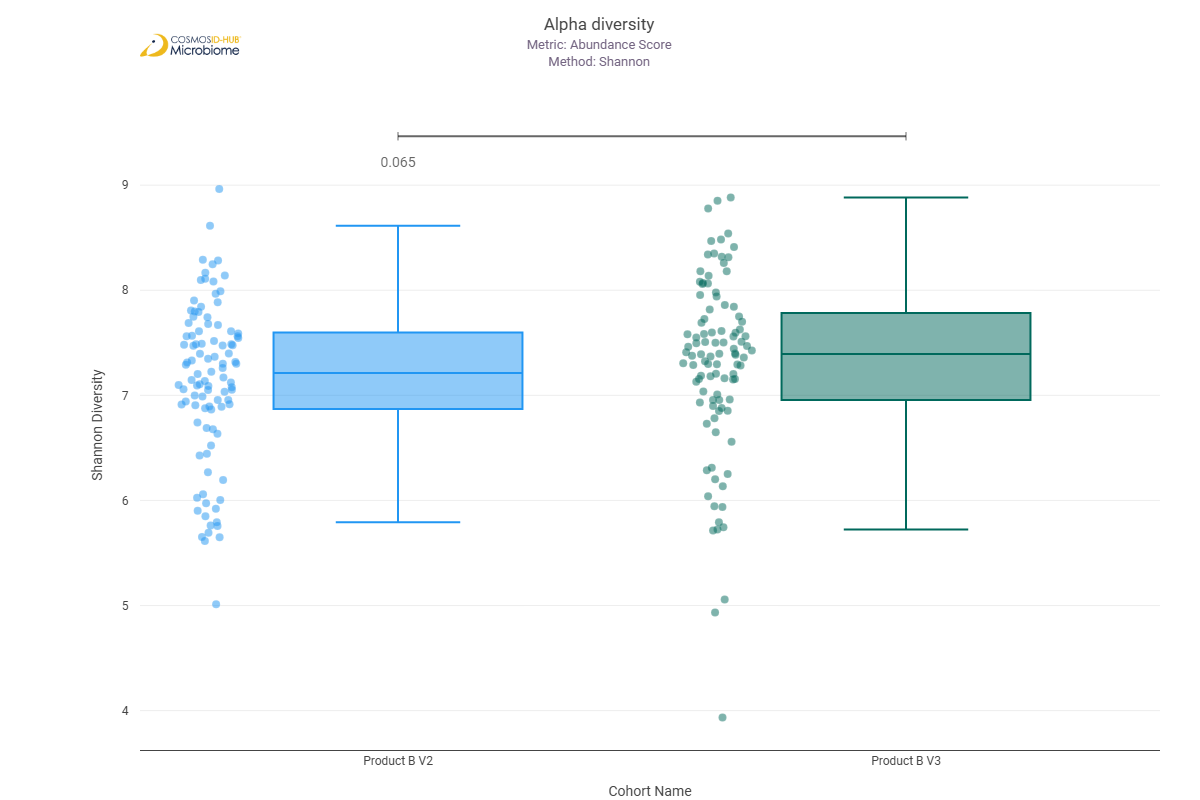 Alpha diversity
Metric: Abundance Score
Method: Shannon
COSMOSID-HUB
Microbiome
0.065
9
8
7
6
5
4
Shannon Diversity
Product B V2
Product B V3
Cohort Name